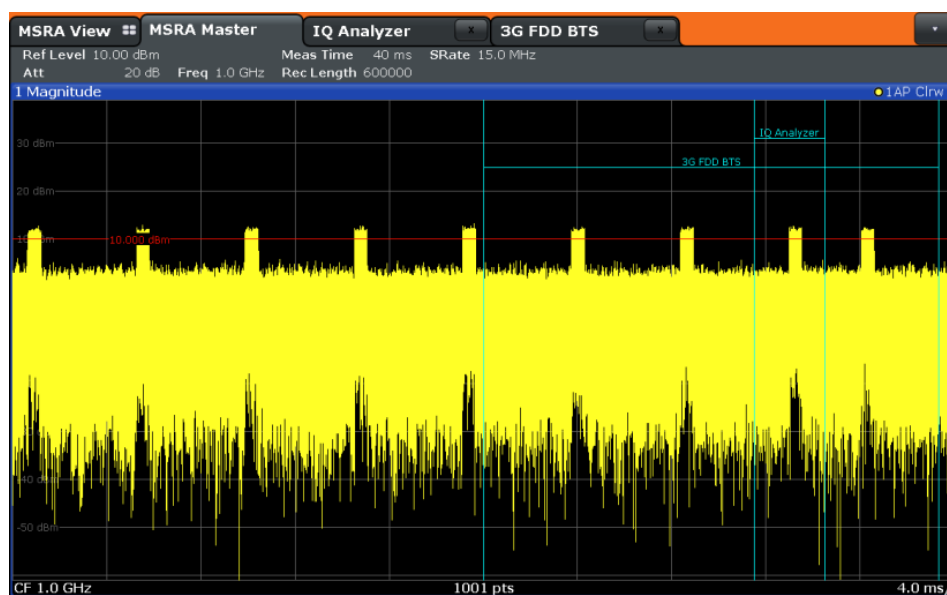 MSRA View MSRA Master IQ Analyzer x 3G FDD BTS x
Ref Level 10.00 dBm Meas Time 40 ms SRate 15.0 MHz
Att 20 dB Freq 1.0 GHz Rec Length 600000
1 Magnitude 1AP Clrw
IQ Analyzer
30 dBm
3G FDD BTS
20 dBm
10.000 dBm
-50 dBm
CF 1.0 GHz 1001 pts 4.0 ms